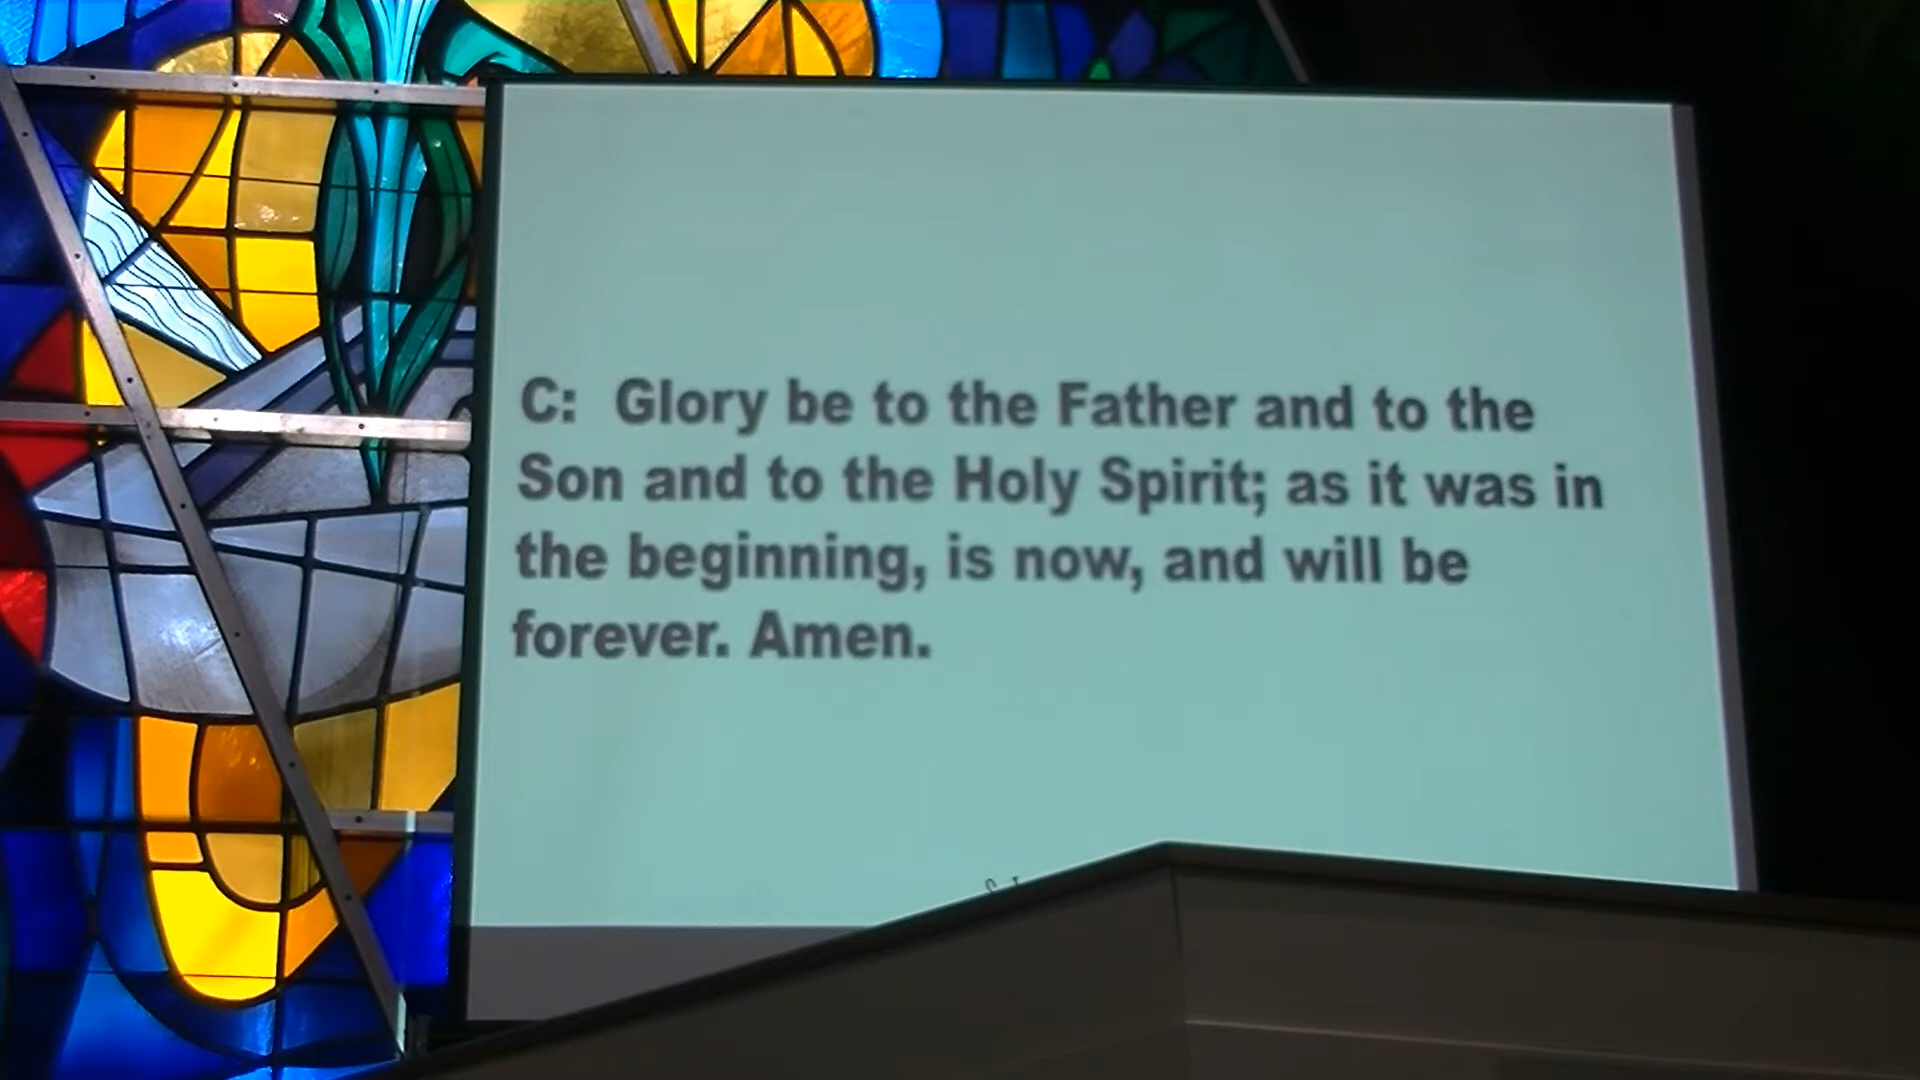 C: Glory be to the Father and to the
Son and to the Holy Spirit; as it was in
the beginning, is now, and will be
forever. Amen.